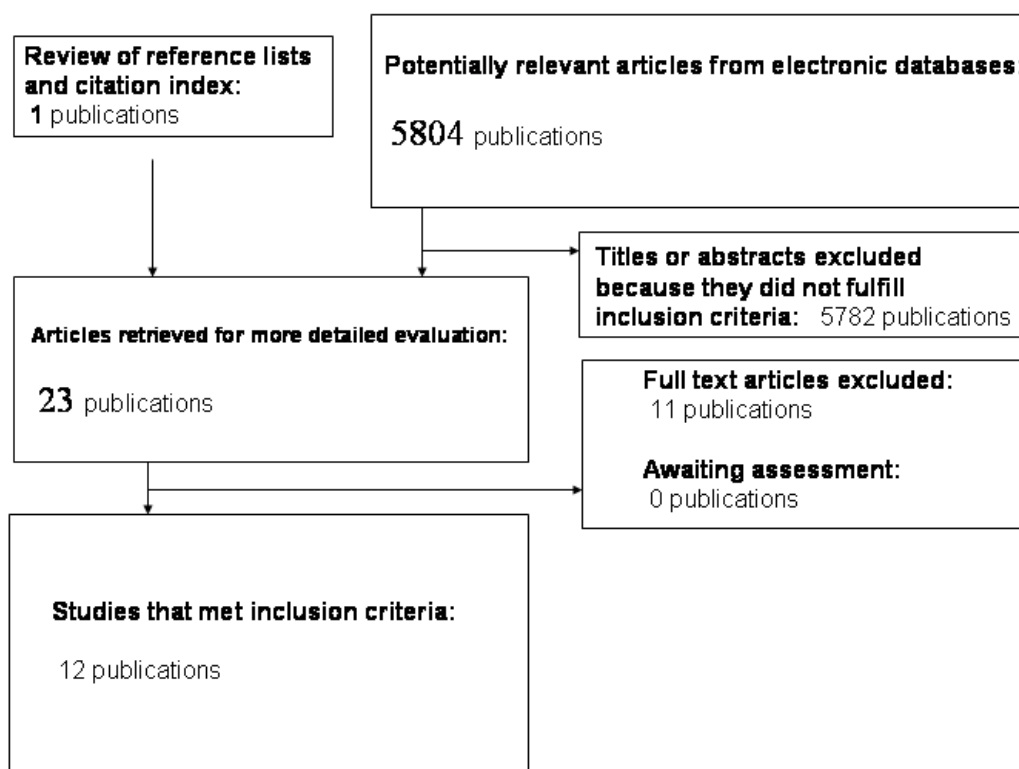 Review of reference lists
and citation index:
1 publications
Potentially relevant articles from electronic databases:
5804 publications
Titles or abstracts excluded
because they did not fulfill
inclusion criteria: 5782 publications
Articles retrieved for more detailed evaluation:
23 publications
Full text articles excluded:
11 publications
Awaiting assessment:
0 publications
Studies that met inclusion criteria:
12 publications